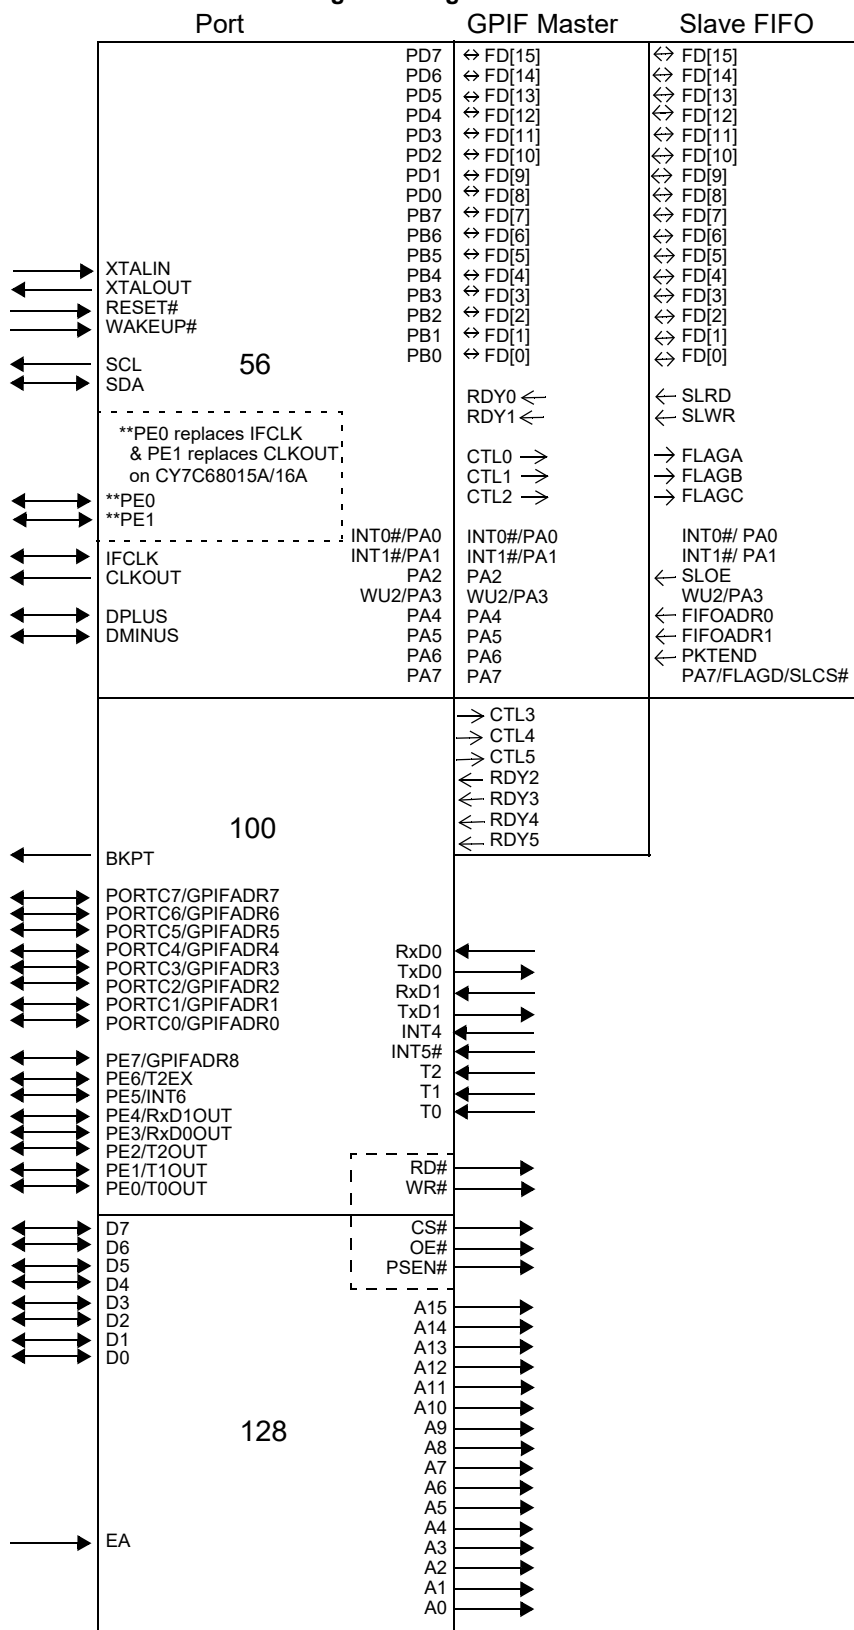 Port GPIF Master Slave FIFO
PD7 FD[15] FD[15]
PD6 FD[14] FD[14]
PD5 FD[13] FD[13]
PD4 FD[12] FD[12]
PD3 FD[11] FD[11]
PD2 FD[10] FD[10]
PD1 FD[9] FD[9]
PD0 FD[8] FD[8]
PB7 FD[7] FD[7]
PB6 FD[6] FD[6]
PB5 FD[5] FD[5]
XTALIN PB4 FD[4] FD[4]
XTALOUT PB3 FD[3] FD[3]
RESET# PB2 FD[2] FD[2]
WAKEUP# PB1 FD[1] FD[1]
SCL 56 PB0 FD[0] FD[0]
SDA
RDY0 SLRD
RDY1 SLWR
**PE0 replaces IFCLK
& PE1 replaces CLKOUT CTL0 FLAGA
on CY7C68015A/16A CTL1 FLAGB
**PE0 CTL2 FLAGC
**PE1
INT0#/PA0 INT0#/PA0 INT0#/ PA0
IFCLK INT1#/PA1 INT1#/PA1 INT1#/ PA1
CLKOUT PA2 PA2 SLOE
WU2/PA3 WU2/PA3 WU2/PA3
DPLUS PA4 PA4 FIFOADR0
DMINUS PA5 PA5 FIFOADR1
PA6 PA6 PKTEND
PA7 PA7 PA7/FLAGD/SLCS#
CTL3
CTL4
CTL5
RDY2
RDY3
100 RDY4
RDY5
BKPT
PORTC7/GPIFADR7
PORTC6/GPIFADR6
PORTC5/GPIFADR5
PORTC4/GPIFADR4 RxD0
PORTC3/GPIFADR3 TxD0
PORTC2/GPIFADR2 RxD1
PORTC1/GPIFADR1 TxD1
PORTC0/GPIFADR0 INT4
INT5#
PE7/GPIFADR8 T2
PE6/T2EX T1
PE5/INT6 T0
PE4/RxD1OUT
PE3/RxD0OUT
PE2/T2OUT
PE1/T1OUT RD#
PE0/T0OUT WR#
D7 CS#
D6 OE#
D5 PSEN#
D4
D3 A15
D2 A14
D1 A13
D0 A12
A11
A10
128 A9
A8
A7
A6
A5
A4
EA A3
A2
A1
A0